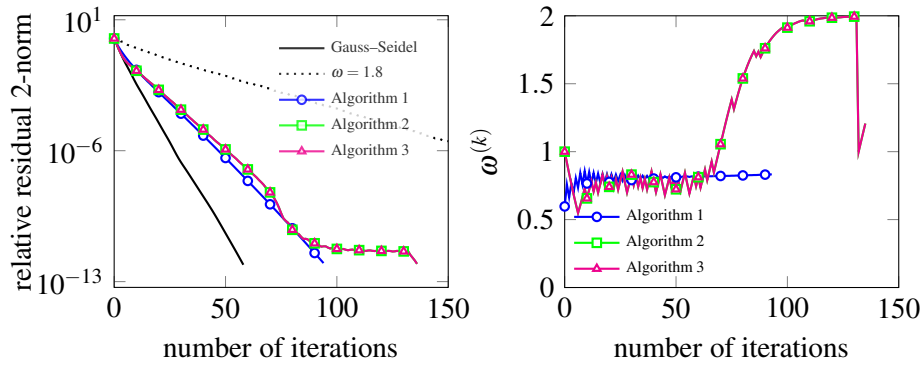 10^1
10^−6
10^−13
0
50
100
150
relative residual 2-norm
number of iterations
Gauss–Seidel
ω = 1.8
Algorithm 1
Algorithm 2
Algorithm 3
2
1.5
1
0.5
0
0
50
100
150
ω^(k)
number of iterations
Algorithm 1
Algorithm 2
Algorithm 3